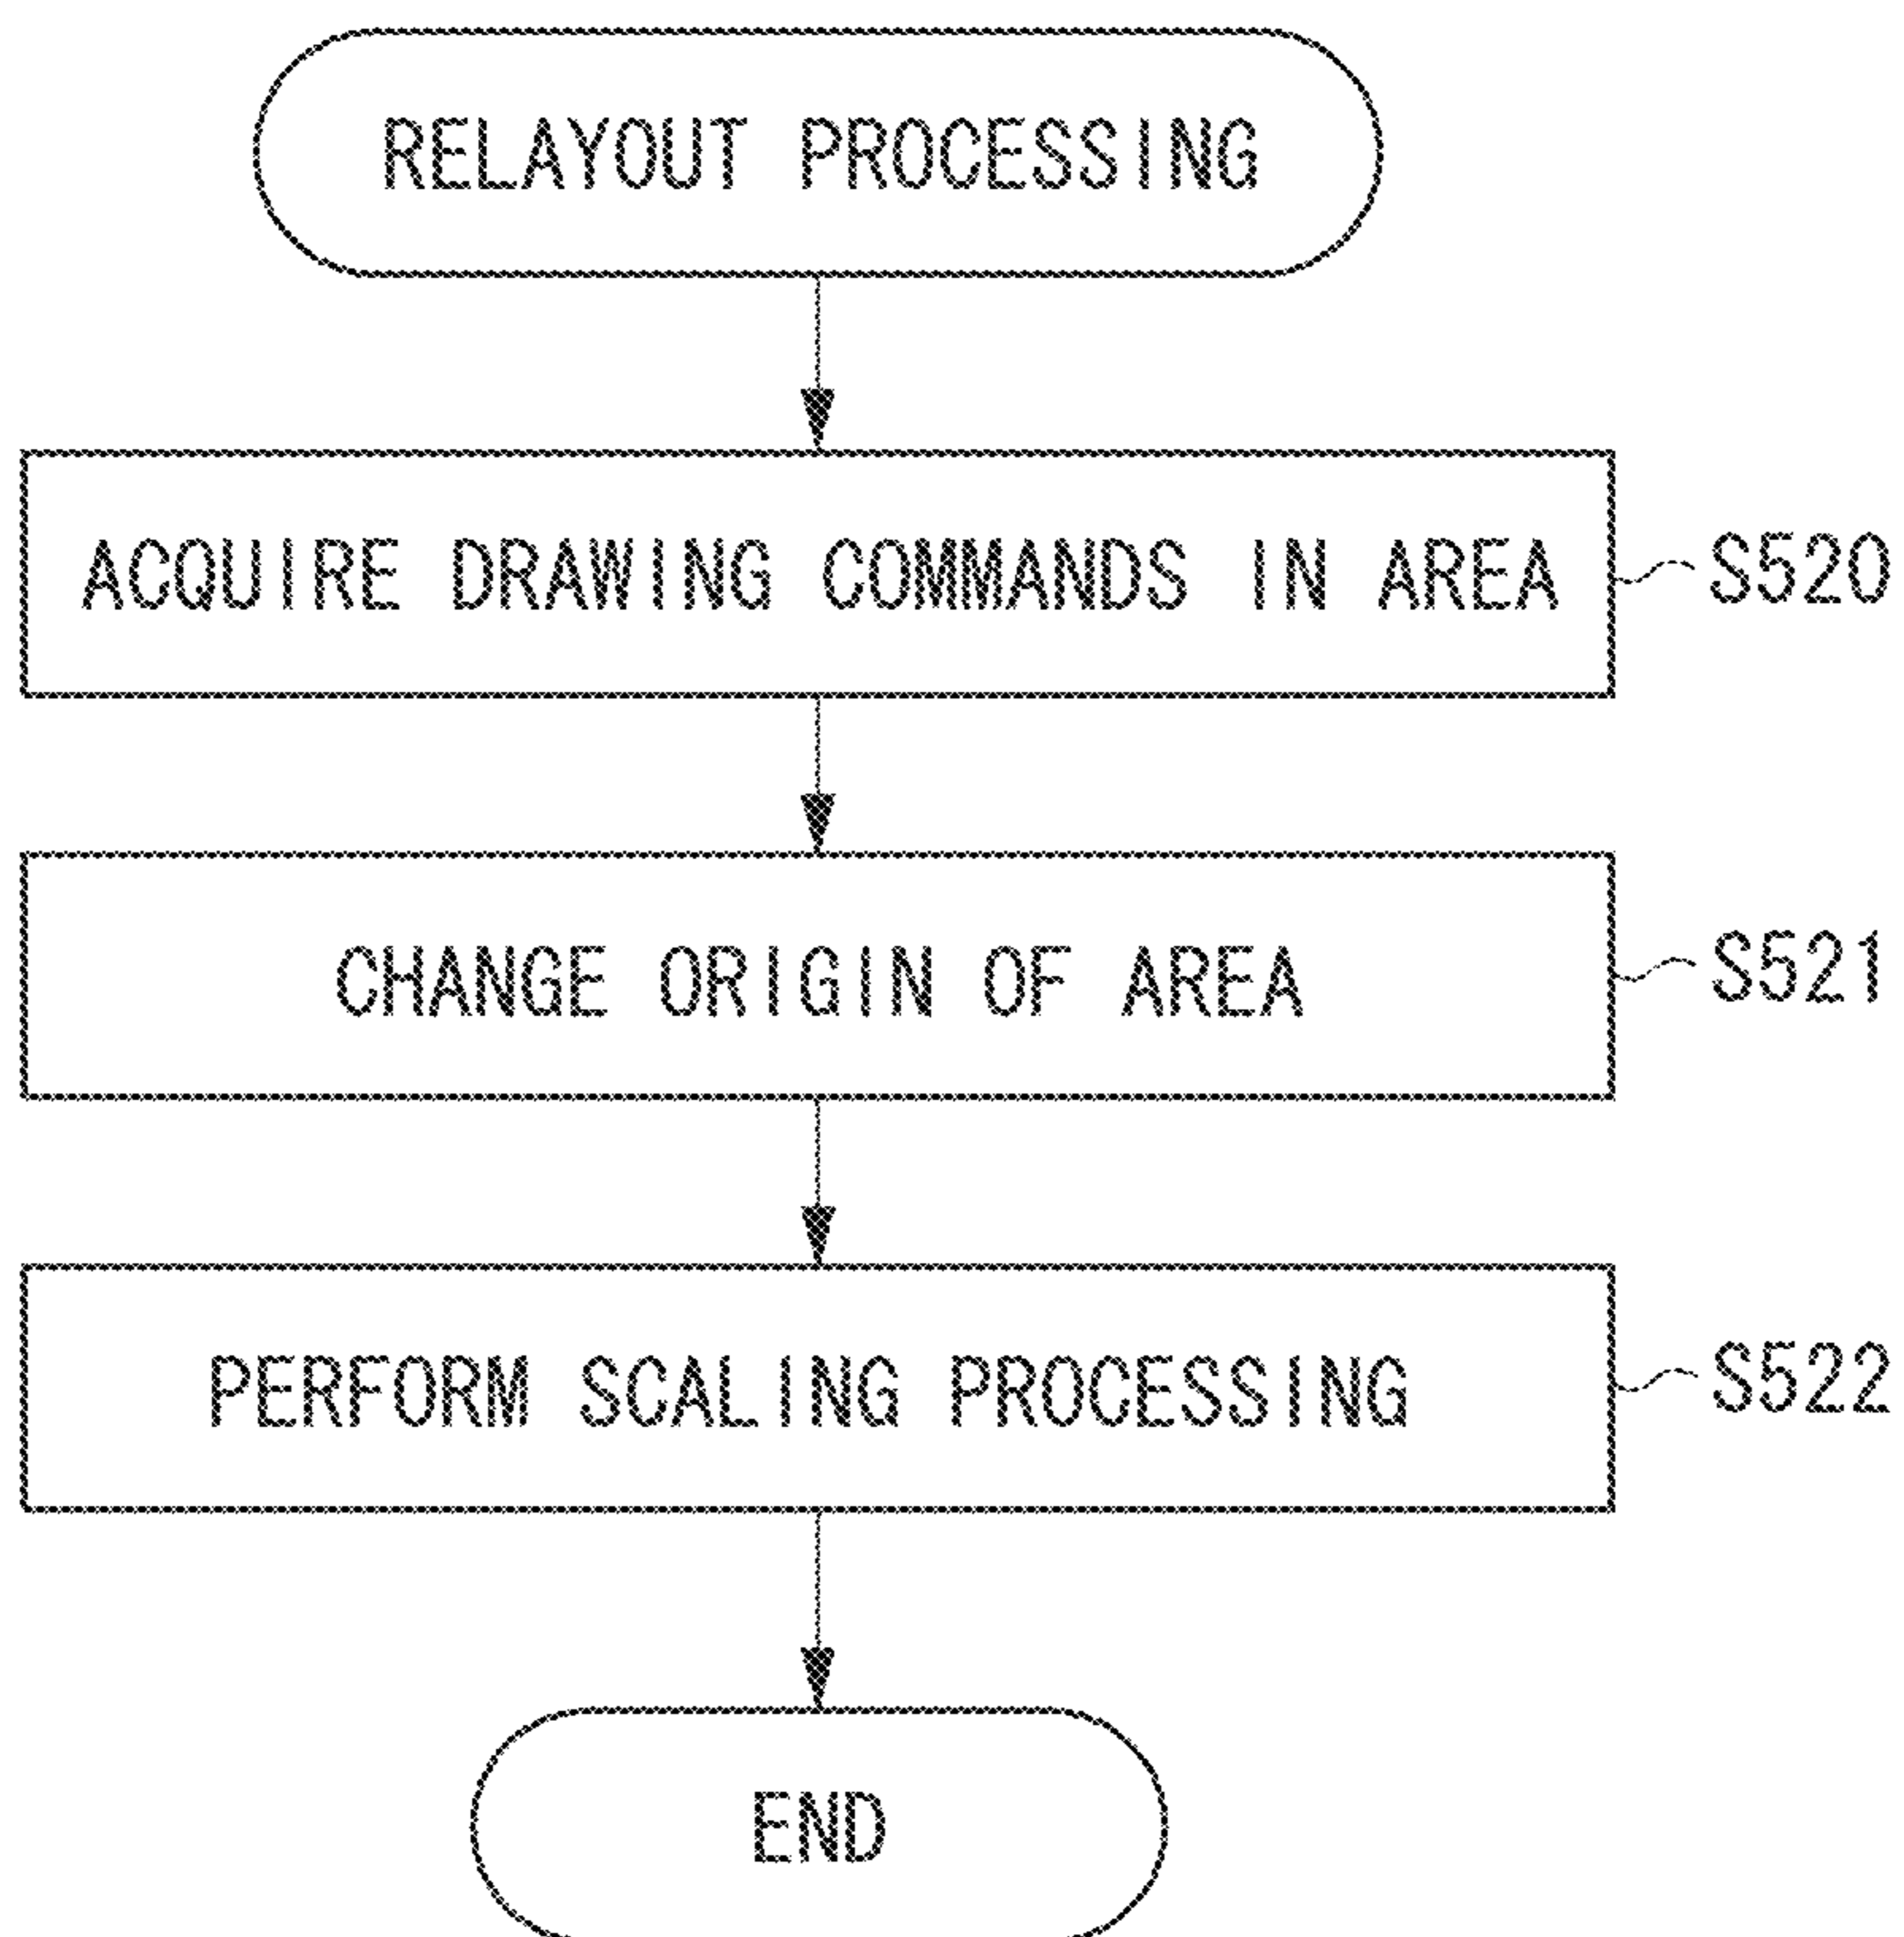 RELAYOUT PROCESSING
ACQUIRE DRAWING COMMANDS IN AREA
S520
CHANGE ORIGIN OF AREA
S521
PERFORM SCALING PROCESSING
S522
END